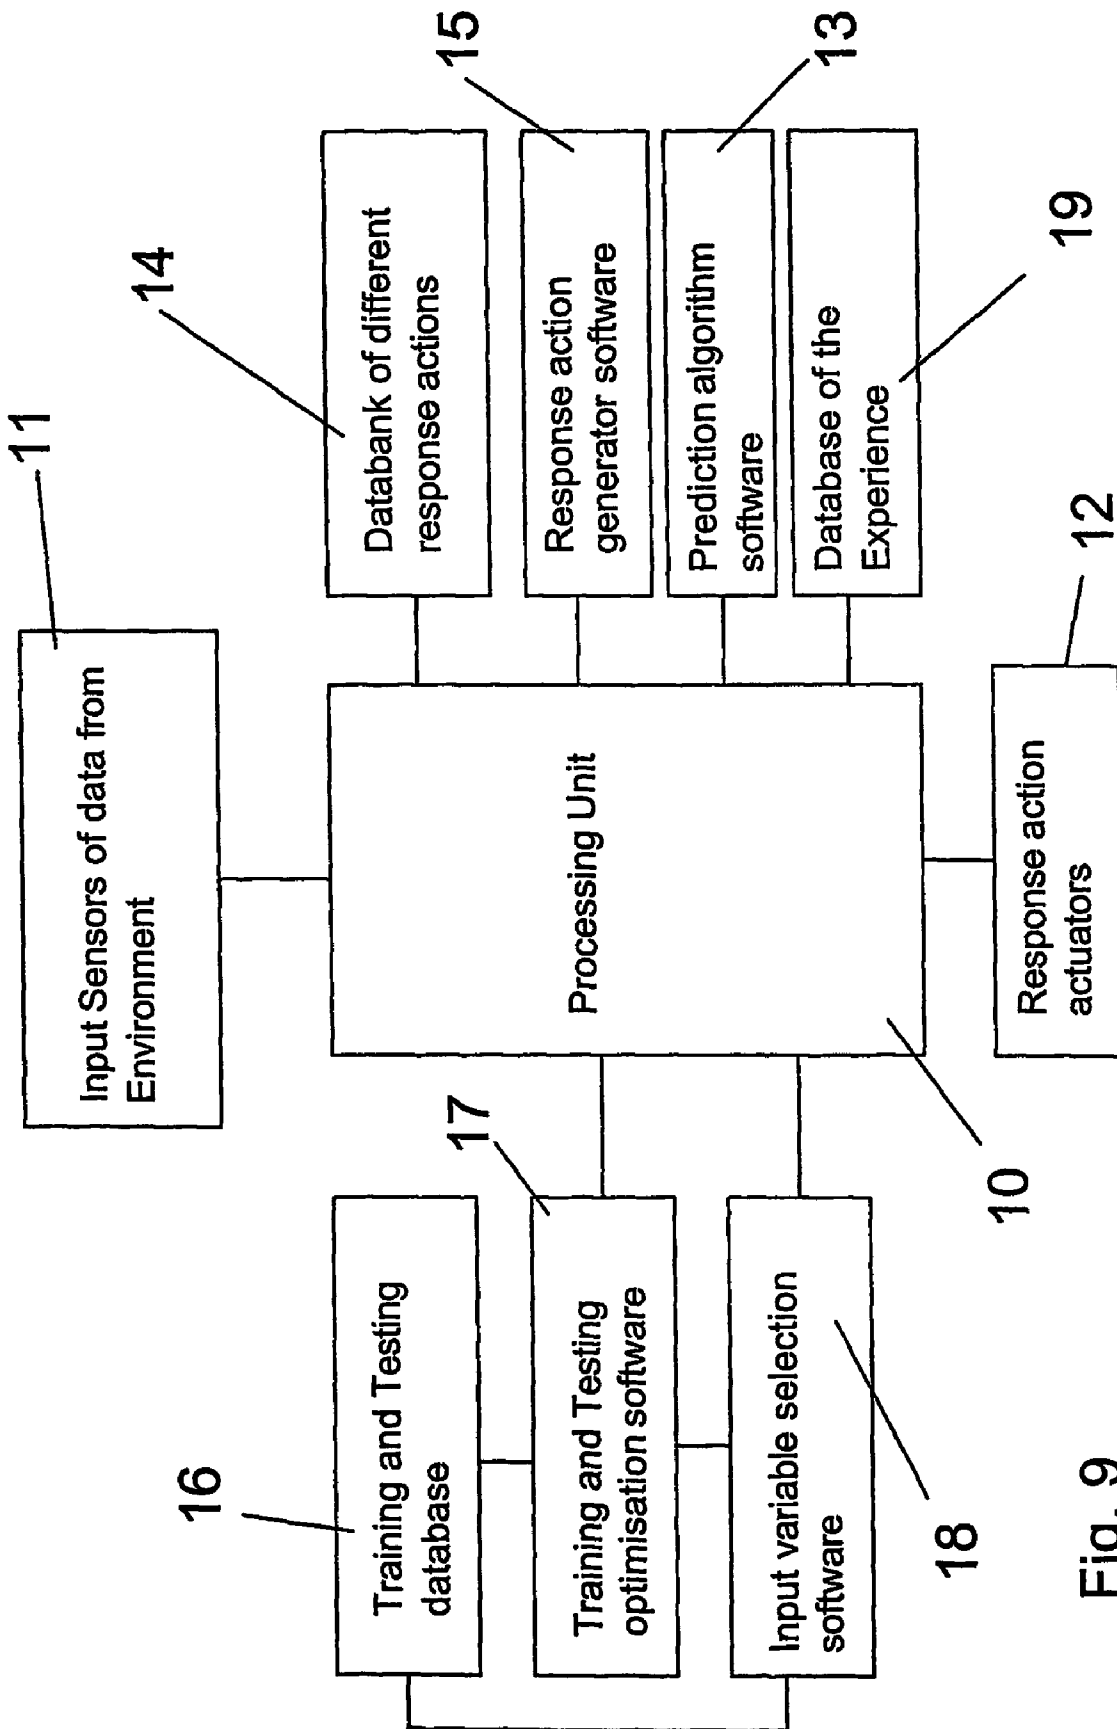 11
Input Sensors of data from
Environment
14
Databank of different
response actions
15
Response action
generator software
13
Prediction algorithm
software
19
Database of the
Experience
Processing Unit
10
12
Response action
actuators
16
Training and Testing
database
17
Training and Testing
optimisation software
18
Input variable selection
software
Fig. 9